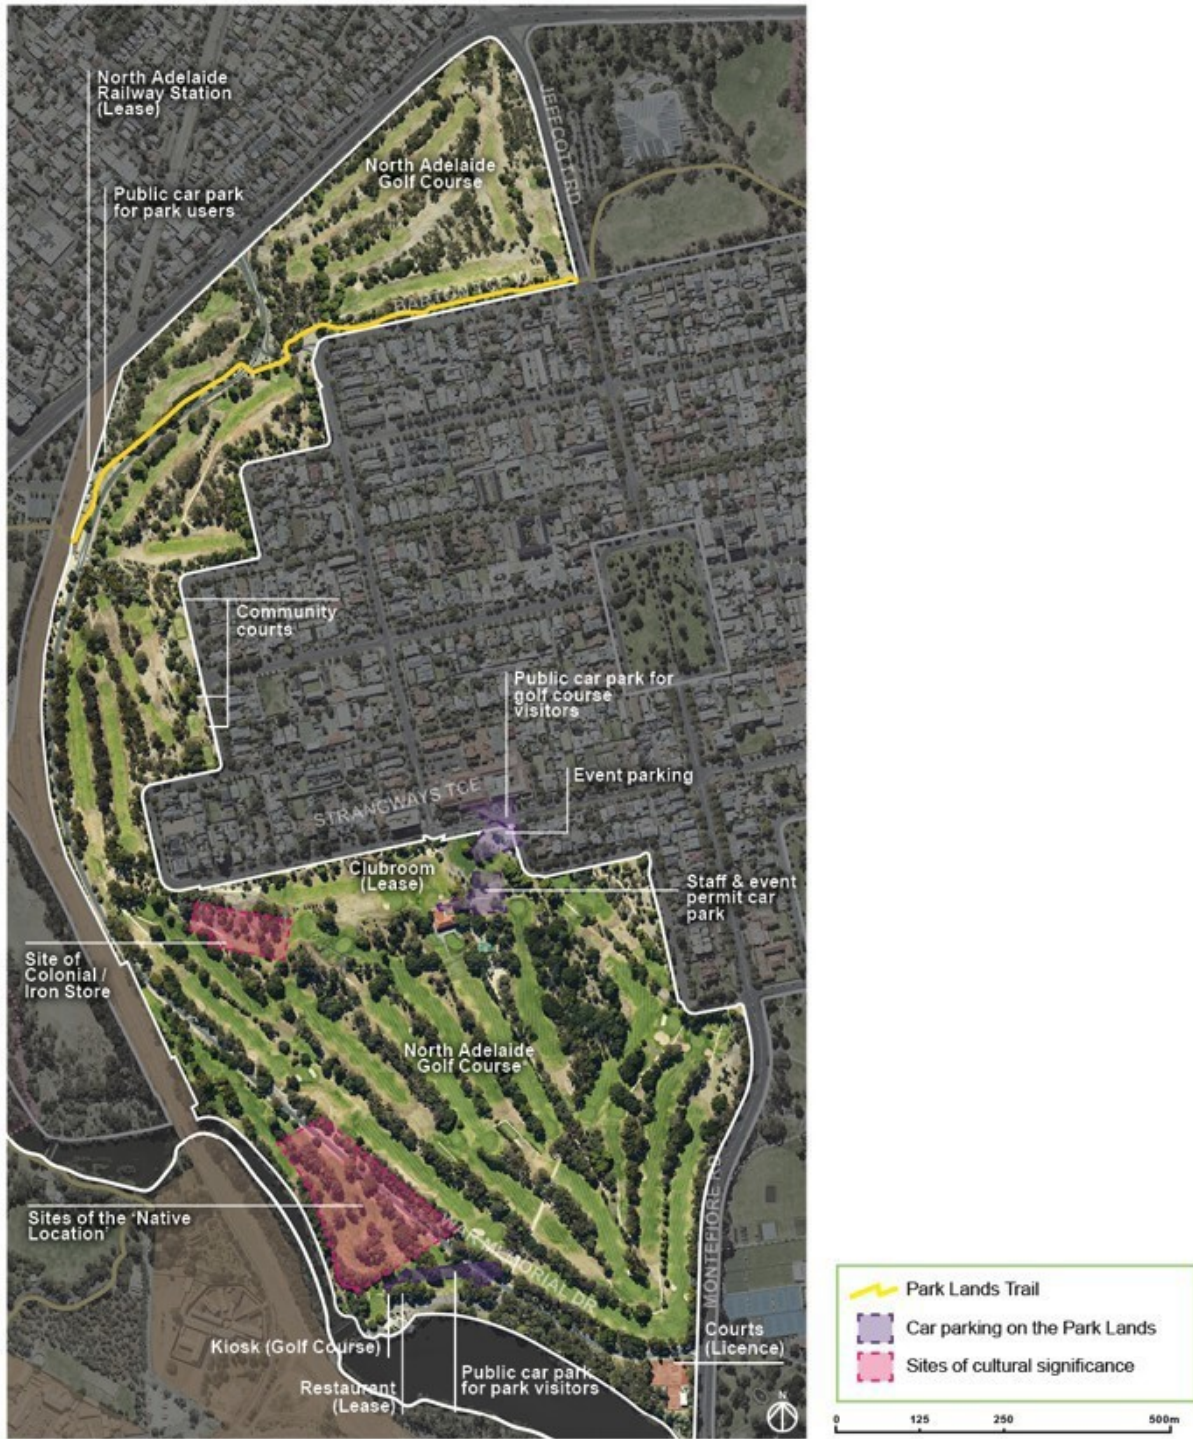 North Adelaide
Railway Station
(Lease)
Public car park
for park users
JEFFCOTT RD
North Adelaide
Golf Course
Community
courts
Public car park for
golf course
visitors
Event parking
STRANGWAYS TCE
Clubroom
(Lease)
Staff & event
permit car
park
Site of
Colonial /
Iron Store
North Adelaide
Golf Course
Sites of the 'Native
Location'
WAR MEMORIAL DR
MONTEFIORE RD
Kiosk (Golf Course)
Restaurant
(Lease)
Public car park
for park visitors
Courts
(Licence)
N
Park Lands Trail
Car parking on the Park Lands
Sites of cultural significance
0 125 250 500m